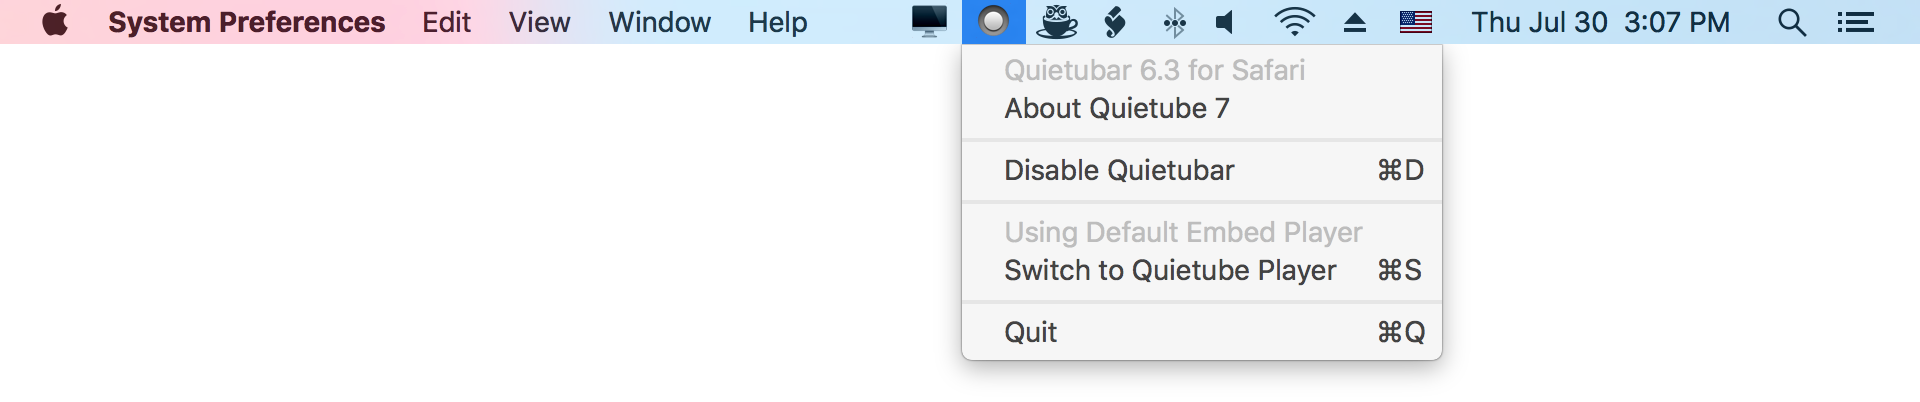 System Preferences Edit View Window Help Thu Jul 30 3:07 PM
Quietubar 6.3 for Safari
About Quietube 7
Disable Quietubar ⌘D
Using Default Embed Player
Switch to Quietube Player ⌘S
Quit ⌘Q